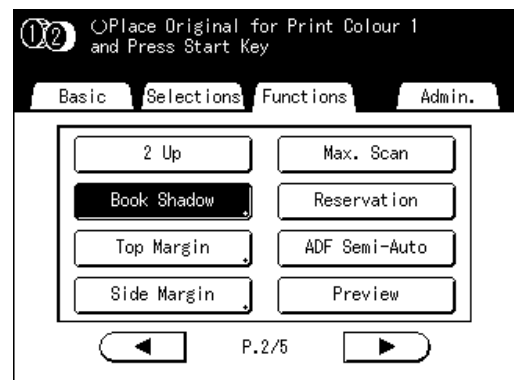 12 Place Original for Print Colour 1
and Press Start Key
Basic Selections Functions Admin.
2 Up Max. Scan
Book Shadow Reservation
Top Margin ADF Semi-Auto
Side Margin Preview
P.2/5